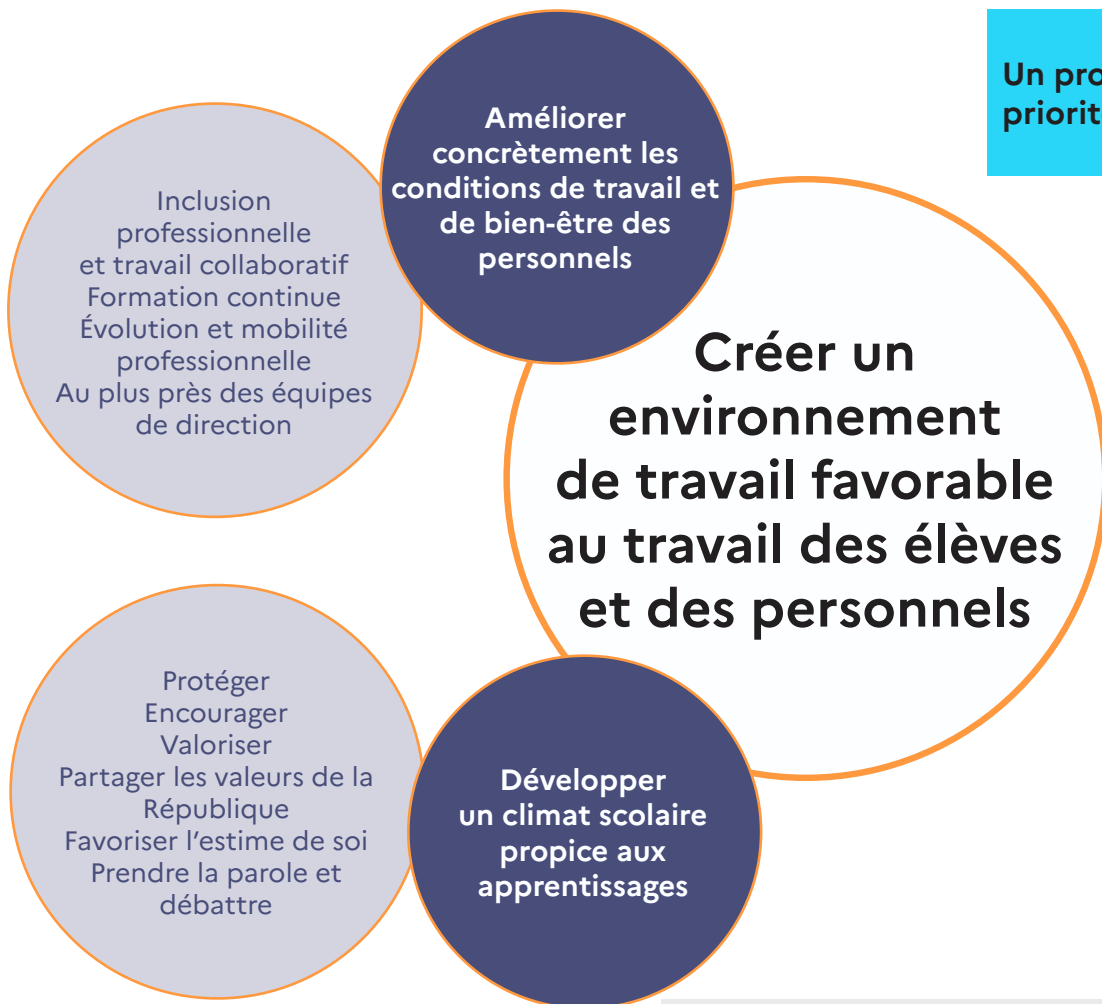 Un pro
priorit
Améliorer
concrètement les
conditions de travail et
de bien-être des
personnels
Inclusion
professionnelle
et travail collaboratif
Formation continue
Évolution et mobilité
professionnelle
Au plus près des équipes
de direction
Créer un
environnement
de travail favorable
au travail des élèves
et des personnels
Protéger
Encourager
Valoriser
Partager les valeurs de la
République
Favoriser l’estime de soi
Prendre la parole et
débattre
Développer
un climat scolaire
propice aux
apprentissages